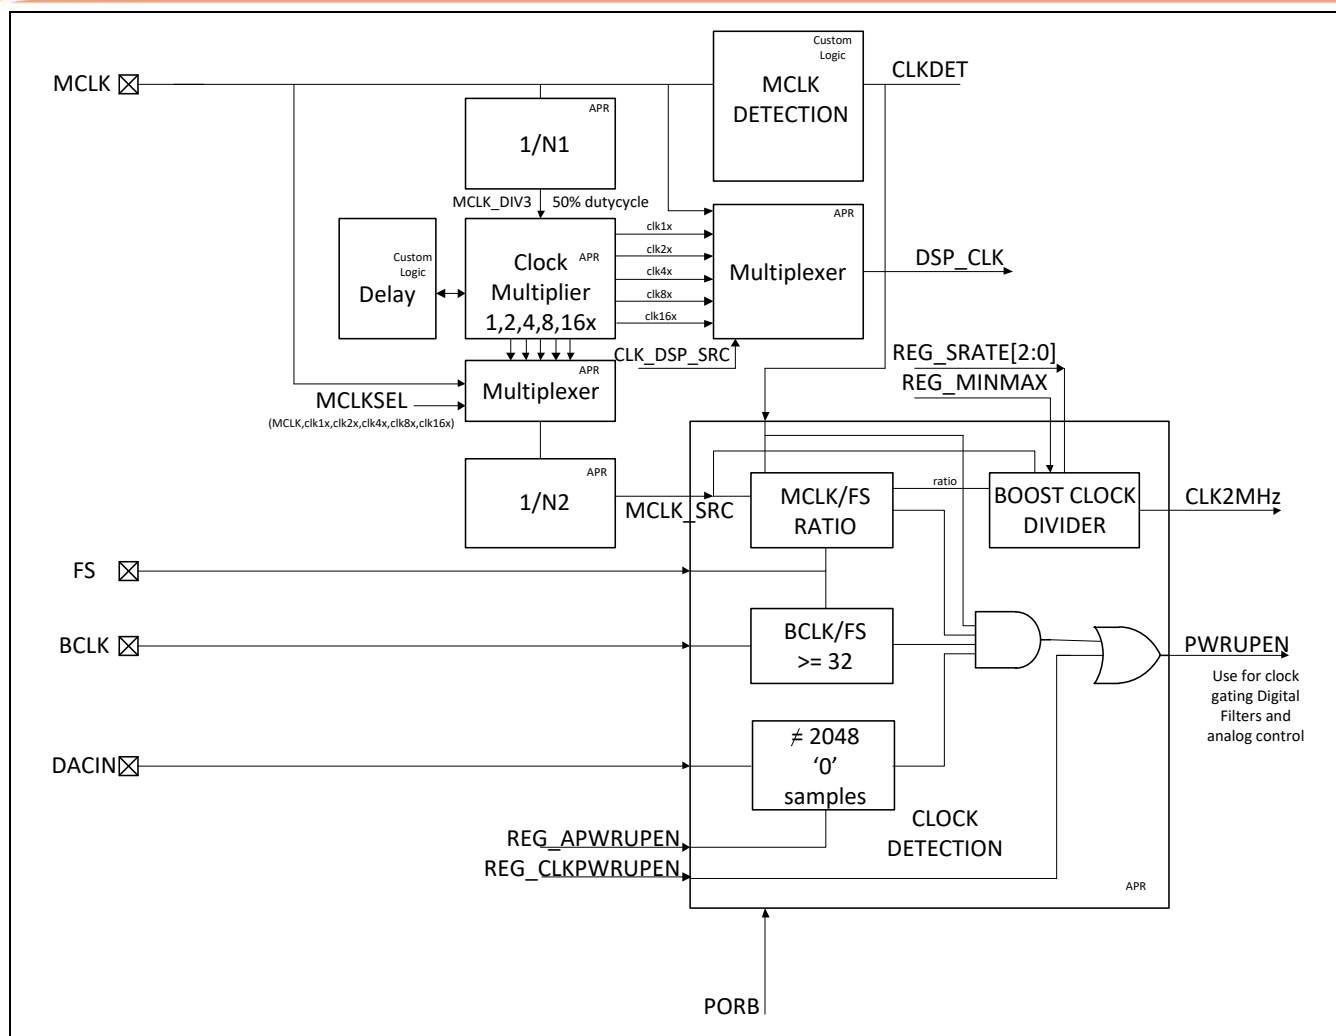 Custom
Logic
MCLK
MCLK
DETECTION
CLKDET
APR
1/N1
MCLK_DIV3
50% dutycycle
APR
Custom
Logic
Delay
Clock
APR
Multiplier
1,2,4,8,16x
clk1x
clk2x
clk4x
clk8x
clk16x
Multiplexer
DSP_CLK
CLK_DSP_SRC
APR
Multiplexer
MCLKSEL
(MCLK,clk1x,clk2x,clk4x,clk8x,clk16x)
REG_SRATE[2:0]
REG_MINMAX
APR
1/N2
MCLK_SRC
MCLK/FS
RATIO
ratio
BOOST CLOCK
DIVIDER
CLK2MHz
FS
BCLK
BCLK/FS
>= 32
PWRUPEN
Use for clock
gating Digital
Filters and
analog control
DACIN
≠ 2048
‘0’
samples
CLOCK
DETECTION
REG_APWRUPEN
REG_CLKPWRUPEN
APR
PORB